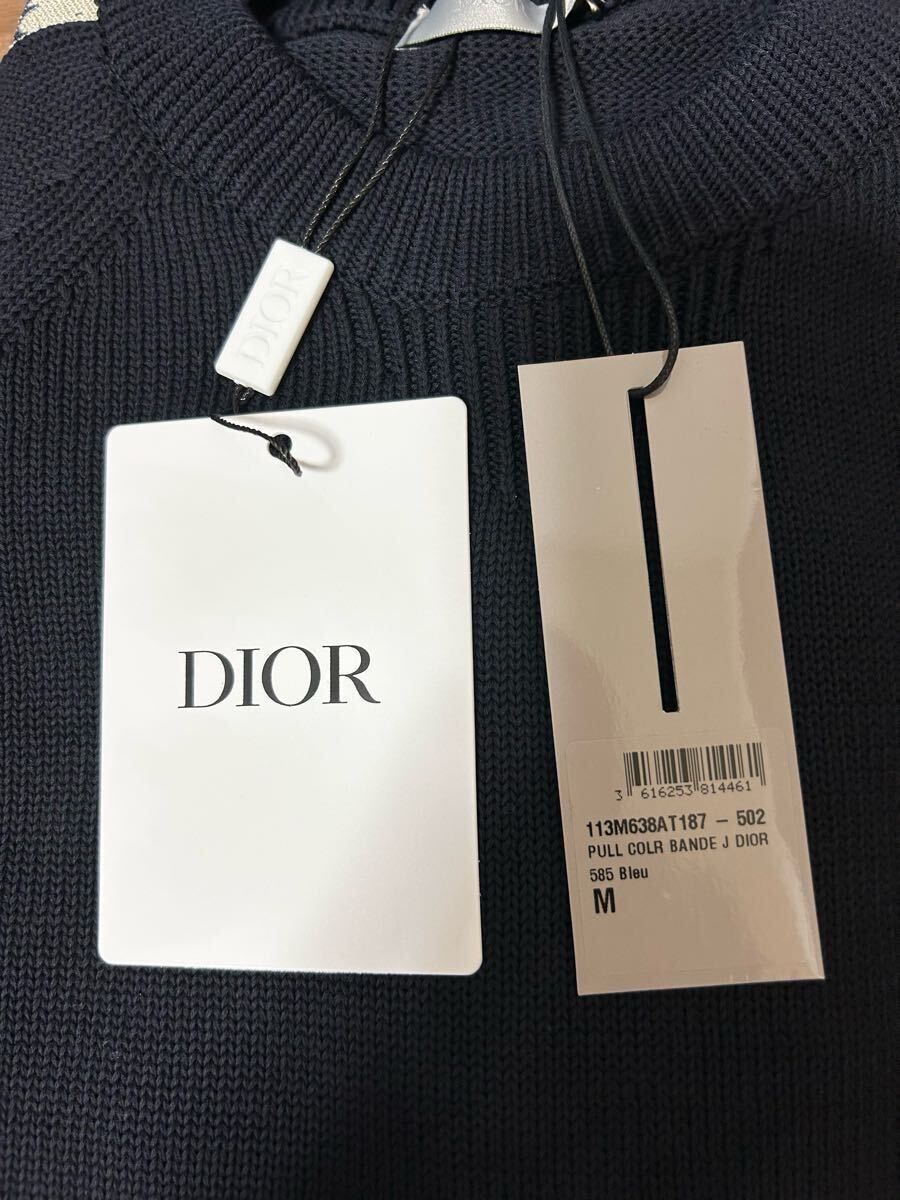 DIOR
DIOR
3 616253 814461
113M638AT187 - 502
PULL COLR BANDE J DIOR
585 Bleu
M